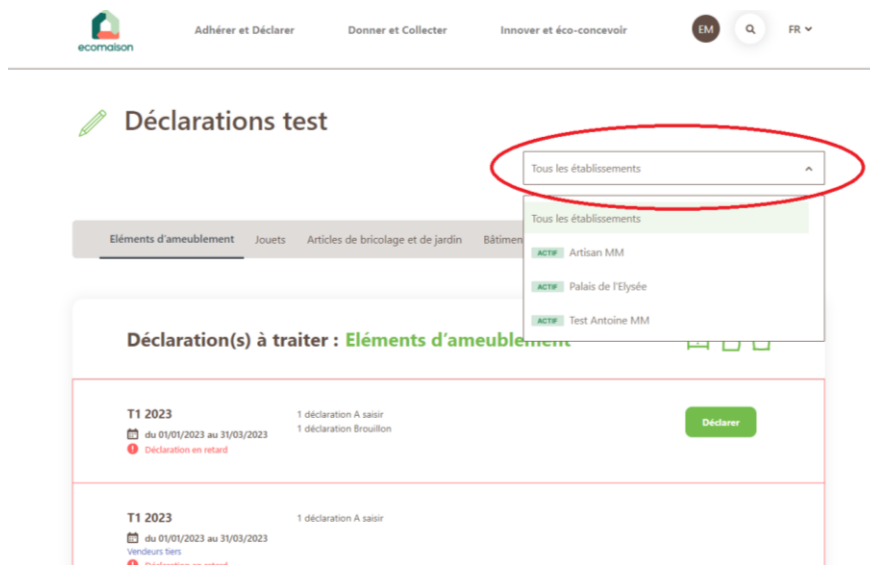 ecomaison
Adhérer et Déclarer
Donner et Collecter
Innover et éco-concevoir
EM
FR
Déclarations test
Tous les établissements
Tous les établissements
ACTIF Artisan MM
ACTIF Palais de l'Elysée
ACTIF Test Antoine MM
Eléments d'ameublement
Jouets
Articles de bricolage et de jardin
Bâtimen
Déclaration(s) à traiter : Eléments d'ameublement
T1 2023
du 01/01/2023 au 31/03/2023
Déclaration en retard
1 déclaration A saisir
1 déclaration Brouillon
Déclarer
T1 2023
du 01/01/2023 au 31/03/2023
Vendeurs tiers
Déclaration en retard
1 déclaration A saisir